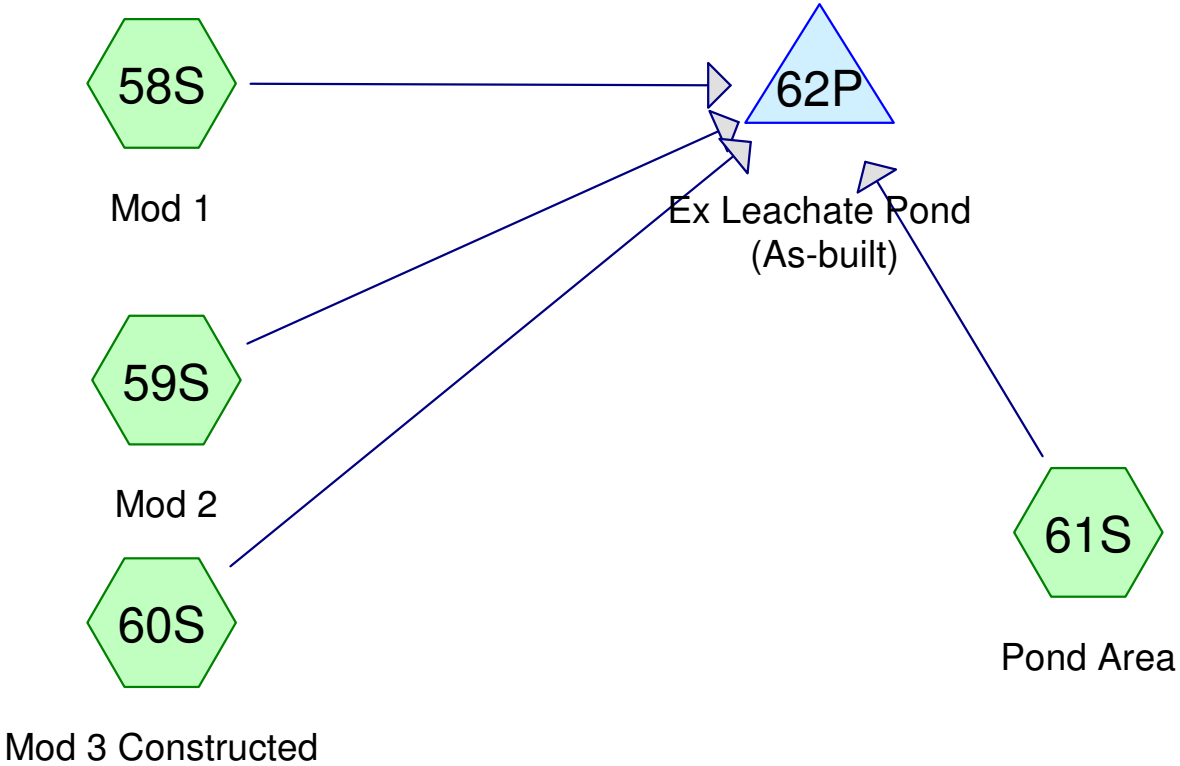 58S
62P
Mod 1
Ex Leachate Pond
(As-built)
59S
Mod 2
61S
60S
Pond Area
Mod 3 Constructed